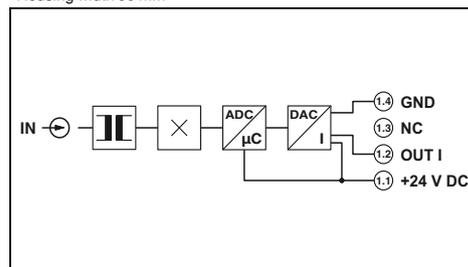 IN
ADC
µC
DAC
I
1.4 GND
1.3 NC
1.2 OUT I
1.1 +24 V DC